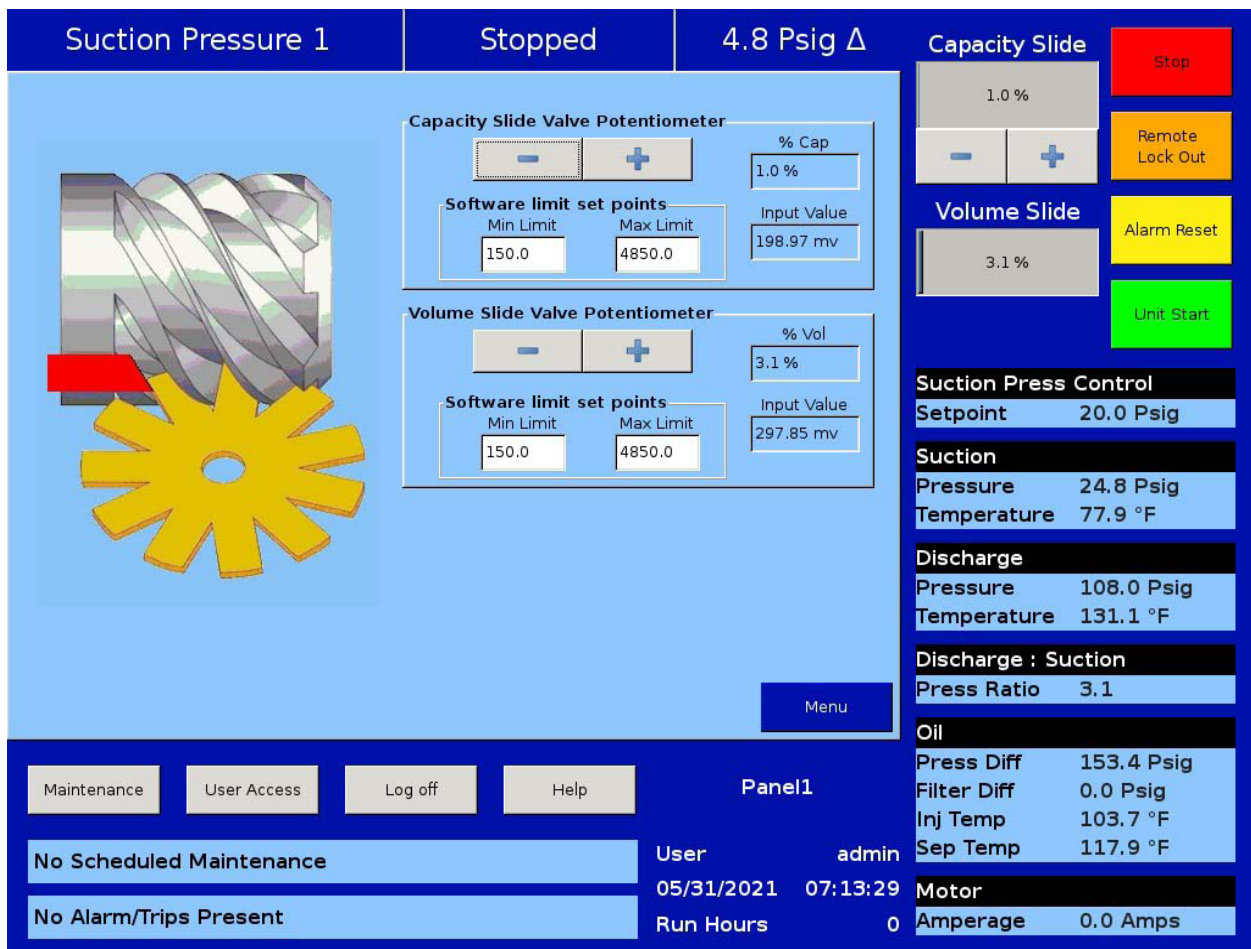 Suction Pressure 1
Stopped
4.8 Psig Δ
Capacity Slide Valve Potentiometer
% Cap
1.0 %
Software limit set points
Min Limit Max Limit
150.0 4850.0
Input Value
198.97 mv
Volume Slide Valve Potentiometer
% Vol
3.1 %
Software limit set points
Min Limit Max Limit
150.0 4850.0
Input Value
297.85 mv
Menu
Capacity Slide
1.0 %
Volume Slide
3.1 %
Stop
Remote
Lock Out
Alarm Reset
Unit Start
Suction Press Control
Setpoint 20.0 Psig
Suction
Pressure 24.8 Psig
Temperature 77.9 °F
Discharge
Pressure 108.0 Psig
Temperature 131.1 °F
Discharge : Suction
Press Ratio 3.1
Oil
Press Diff 153.4 Psig
Filter Diff 0.0 Psig
Inj Temp 103.7 °F
Sep Temp 117.9 °F
Motor
Amperage 0.0 Amps
Maintenance
User Access
Log off
Help
Panel1
No Scheduled Maintenance
No Alarm/Trips Present
User admin
05/31/2021 07:13:29
Run Hours 0